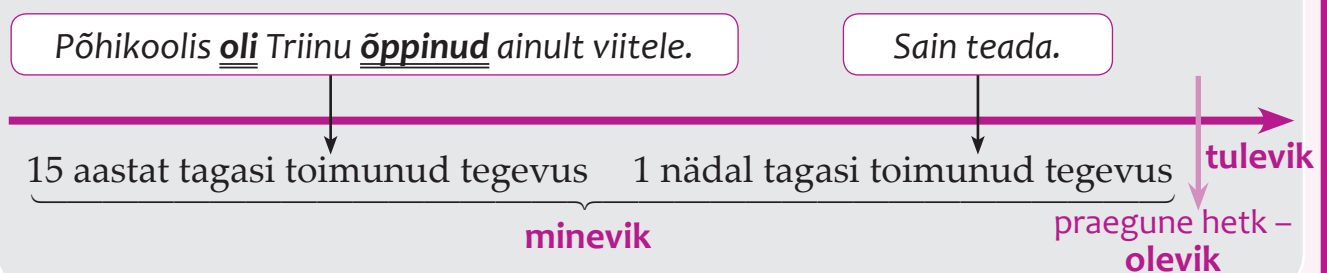 Põhikoolis oli Triinu õppinud ainult viitele.
Sain teada.
15 aastat tagasi toimunud tegevus
1 nädal tagasi toimunud tegevus
tulevik
minevik
praegune hetk –
olevik